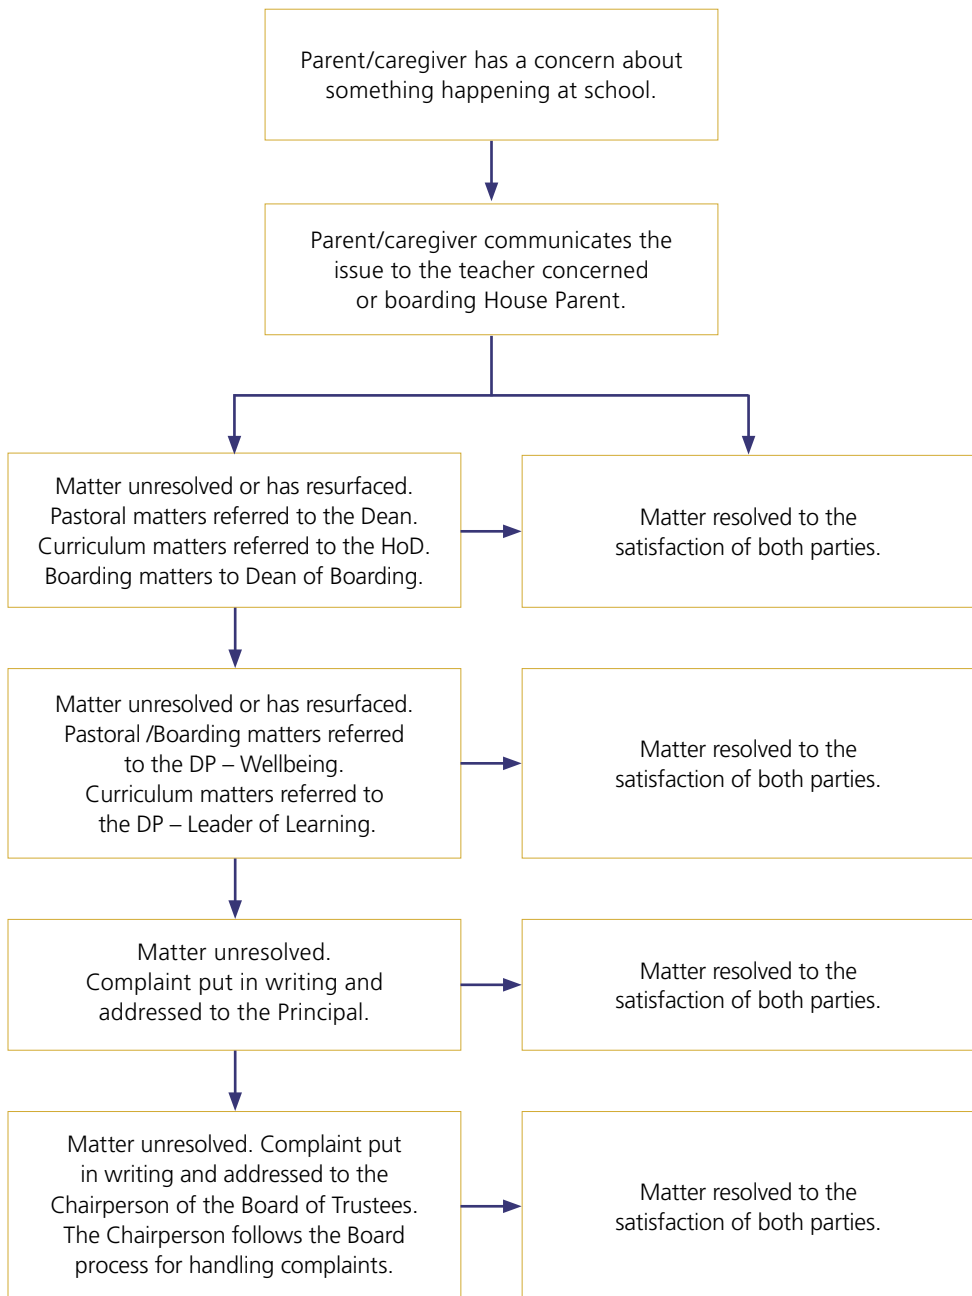 Parent/caregiver has a concern about
something happening at school.
Parent/caregiver communicates the
issue to the teacher concerned
or boarding House Parent.
Matter unresolved or has resurfaced.
Pastoral matters referred to the Dean.
Curriculum matters referred to the HoD.
Boarding matters to Dean of Boarding.
Matter resolved to the
satisfaction of both parties.
Matter unresolved or has resurfaced.
Pastoral /Boarding matters referred
to the DP – Wellbeing.
Curriculum matters referred to
the DP – Leader of Learning.
Matter resolved to the
satisfaction of both parties.
Matter unresolved.
Complaint put in writing and
addressed to the Principal.
Matter resolved to the
satisfaction of both parties.
Matter unresolved. Complaint put
in writing and addressed to the
Chairperson of the Board of Trustees.
The Chairperson follows the Board
process for handling complaints.
Matter resolved to the
satisfaction of both parties.